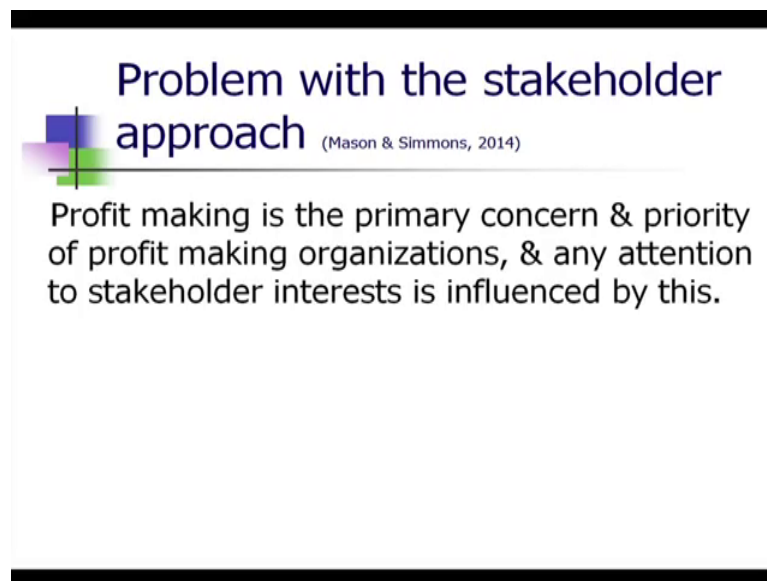 Problem with the stakeholder
approach (Mason & Simmons, 2014)
Profit making is the primary concern & priority
of profit making organizations, & any attention
to stakeholder interests is influenced by this.